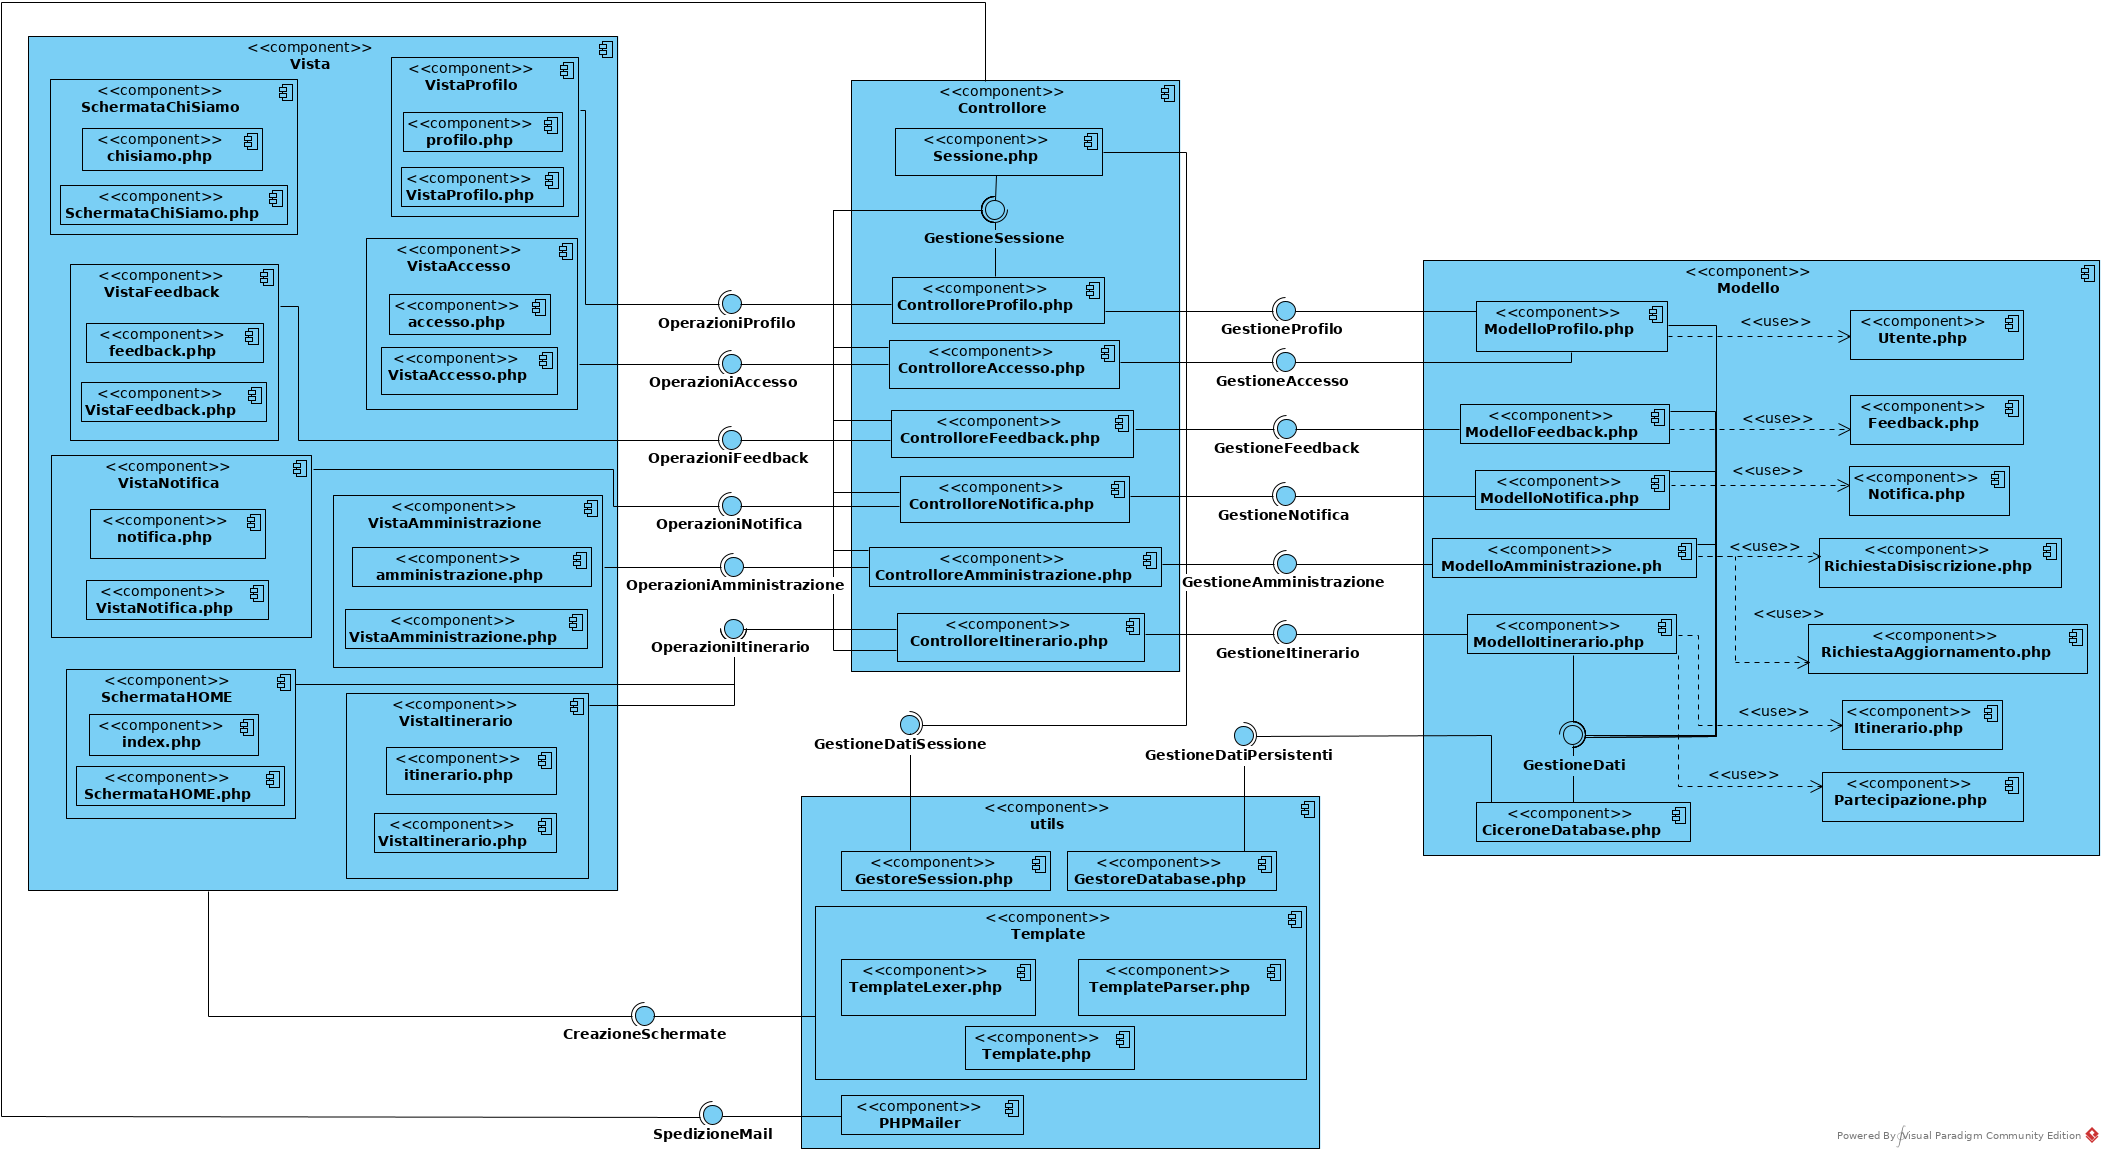 <<component>>
Vista
<<component>>
SchermataChiSiamo
<<component>>
chisiamo.php
<<component>>
SchermataChiSiamo.php
<<component>>
VistaProfilo
<<component>>
profilo.php
<<component>>
VistaProfilo.php
<<component>>
VistaAccesso
<<component>>
accesso.php
<<component>>
VistaAccesso.php
<<component>>
VistaFeedback
<<component>>
feedback.php
<<component>>
VistaFeedback.php
<<component>>
VistaNotifica
<<component>>
notifica.php
<<component>>
VistaNotifica.php
<<component>>
VistaAmministrazione
<<component>>
amministrazione.php
<<component>>
VistaAmministrazione.php
<<component>>
SchermataHOME
<<component>>
index.php
<<component>>
SchermataHOME.php
<<component>>
VistaItinerario
<<component>>
itinerario.php
<<component>>
VistaItinerario.php
OperazioniProfilo
OperazioniAccesso
OperazioniFeedback
OperazioniNotifica
OperazioniAmministrazione
OperazioniItinerario
<<component>>
Controllore
<<component>>
Sessione.php
GestioneSessione
<<component>>
ControlloreProfilo.php
<<component>>
ControlloreAccesso.php
<<component>>
ControlloreFeedback.php
<<component>>
ControlloreNotifica.php
<<component>>
ControlloreAmministrazione.php
<<component>>
ControlloreItinerario.php
GestioneProfilo
GestioneAccesso
GestioneFeedback
GestioneNotifica
GestioneAmministrazione
GestioneItinerario
<<component>>
Modello
<<component>>
ModelloProfilo.php
<<use>>
<<component>>
Utente.php
<<component>>
ModelloFeedback.php
<<use>>
<<component>>
Feedback.php
<<component>>
ModelloNotifica.php
<<use>>
<<component>>
Notifica.php
<<component>>
ModelloAmministrazione.ph
<<use>>
<<component>>
RichiestaDisiscrizione.php
<<use>>
<<component>>
RichiestaAggiornamento.php
<<component>>
ModelloItinerario.php
<<use>>
<<component>>
Itinerario.php
GestioneDati
<<use>>
<<component>>
Partecipazione.php
<<component>>
CiceroneDatabase.php
GestioneDatiSessione
GestioneDatiPersistenti
<<component>>
utils
<<component>>
GestoreSession.php
<<component>>
GestoreDatabase.php
<<component>>
Template
<<component>>
TemplateLexer.php
<<component>>
TemplateParser.php
<<component>>
Template.php
<<component>>
PHPMailer
CreazioneSchermate
SpedizioneMail
Powered By Visual Paradigm Community Edition